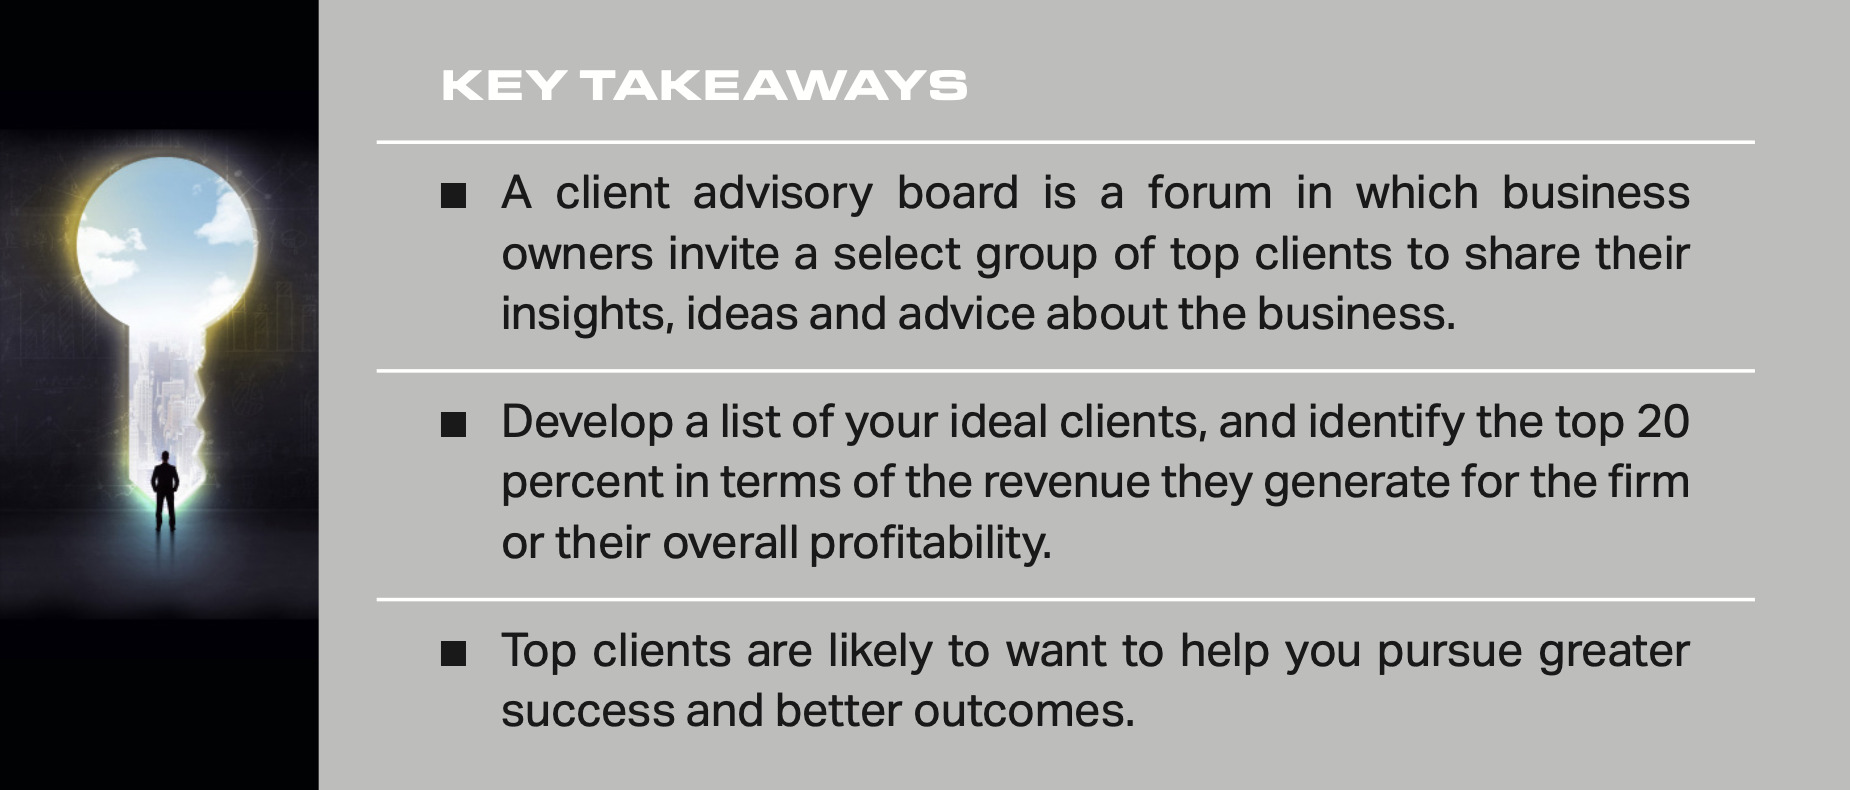 KEY TAKEAWAYS
■ A client advisory board is a forum in which business
owners invite a select group of top clients to share their
insights, ideas and advice about the business.
■ Develop a list of your ideal clients, and identify the top 20
percent in terms of the revenue they generate for the firm
or their overall profitability.
■ Top clients are likely to want to help you pursue greater
success and better outcomes.